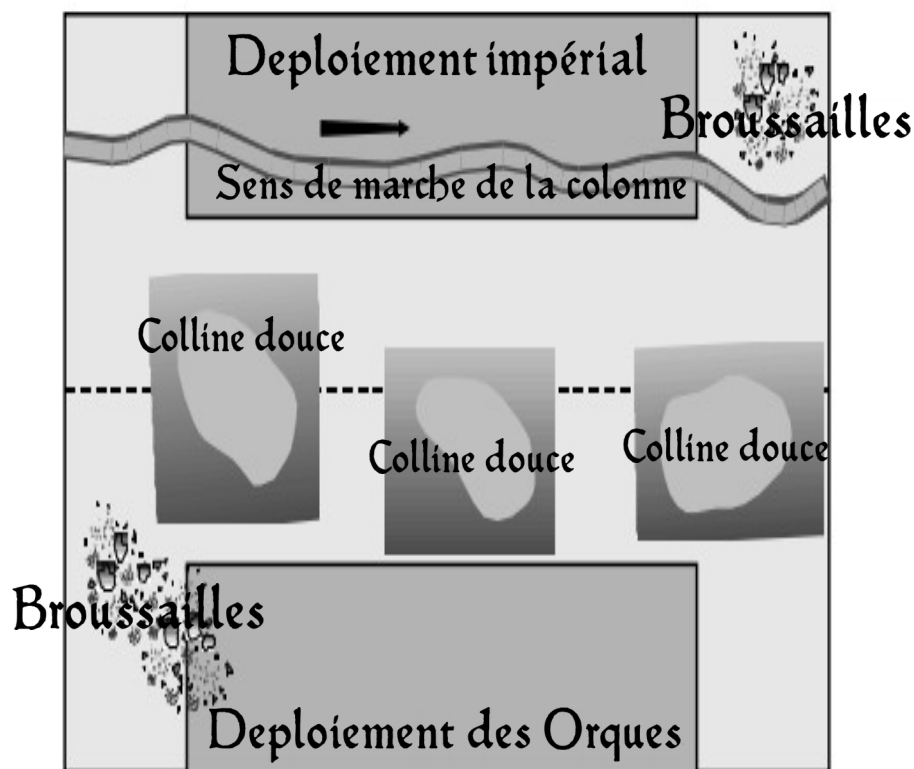 Deploiement impérial
Broussailles
Sens de marche de la colonne
Colline douce
Colline douce
Colline douce
Broussailles
Deploiement des Orques